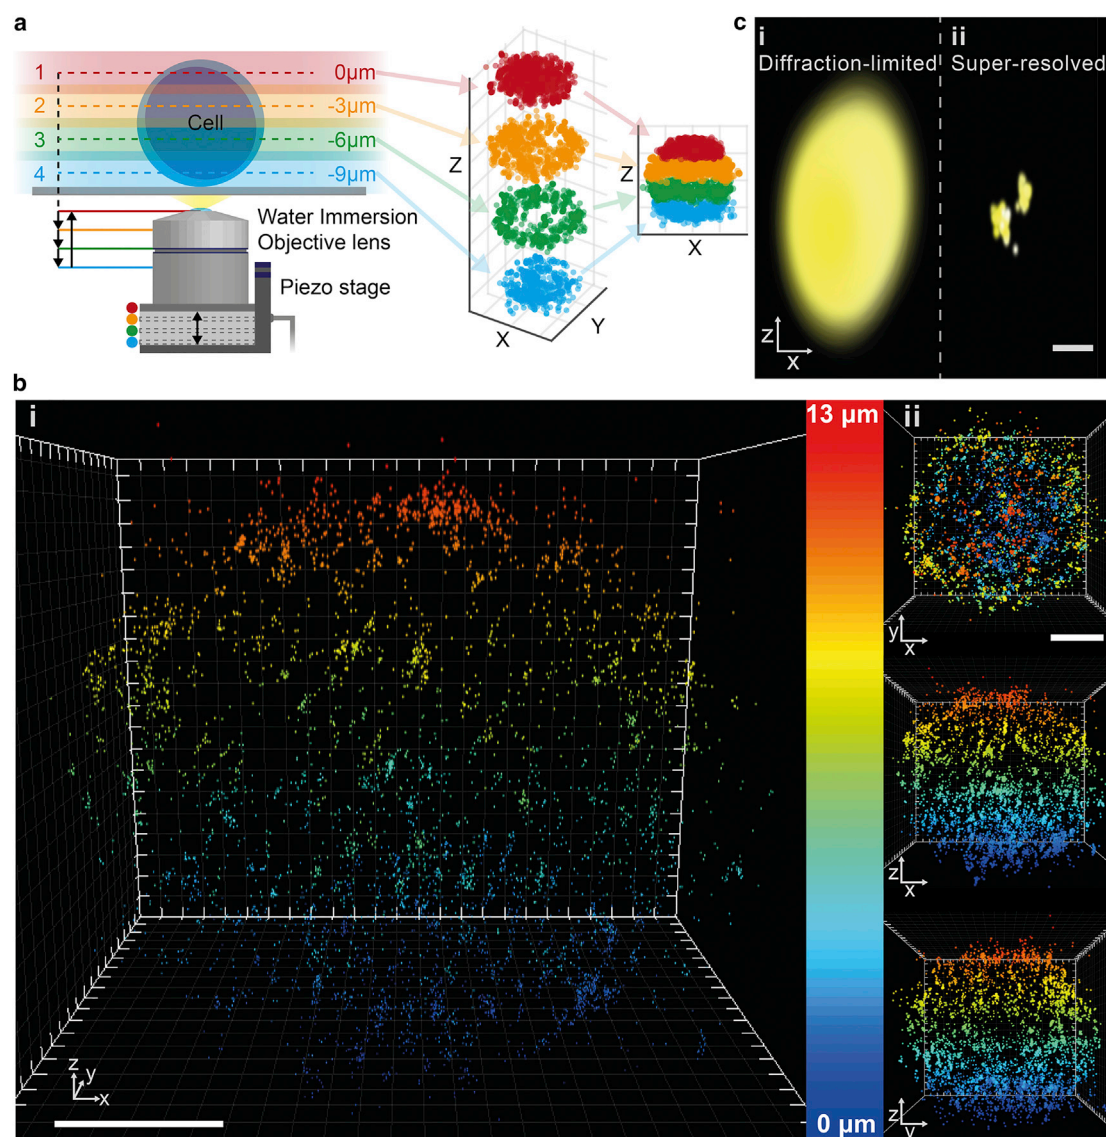 a
1
0μm
2
-3μm
Cell
3
-6μm
4
-9μm
Water Immersion
Objective lens
Piezo stage
Z
X
Y
Z
X
c
i
ii
Diffraction-limited
Super-resolved
z
x
b
i
z
y
x
13 μm
0 μm
ii
y
x
z
x
z
y